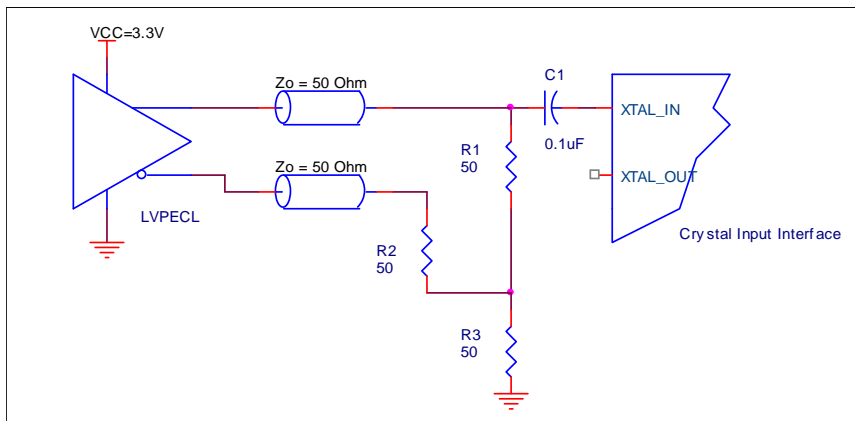 VCC=3.3V
Zo = 50 Ohm
C1
0.1uF
XTAL_IN
R1
50
Zo = 50 Ohm
XTAL_OUT
LVPECL
Crystal Input Interface
R2
50
R3
50